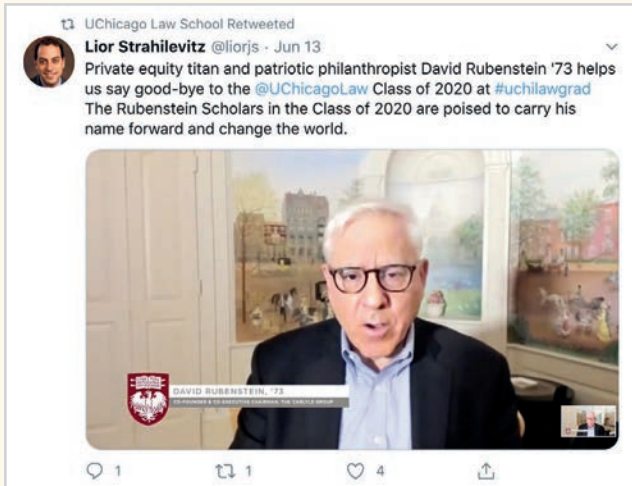 UChicago Law School Retweeted
Lior Strahilevitz @liorjs · Jun 13
Private equity titan and patriotic philanthropist David Rubenstein '73 helps
us say good-bye to the @UChicagoLaw Class of 2020 at #uchilawgrad
The Rubenstein Scholars in the Class of 2020 are poised to carry his
name forward and change the world.
DAVID RUBENSTEIN, '73
CO-FOUNDER & CO-EXECUTIVE CHAIRMAN, THE CARLYLE GROUP
1
1
4